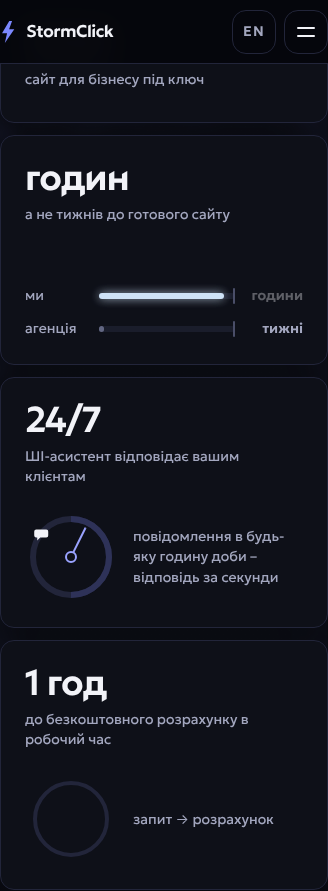 StormClick
EN
сайт для бізнесу під ключ
годин
а не тижнів до готового сайту
ми
години
агенція
тижні
24/7
ШІ-асистент відповідає вашим
клієнтам
повідомлення в будь-
яку годину доби –
відповідь за секунди
1 год
до безкоштовного розрахунку в
робочий час
запит → розрахунок